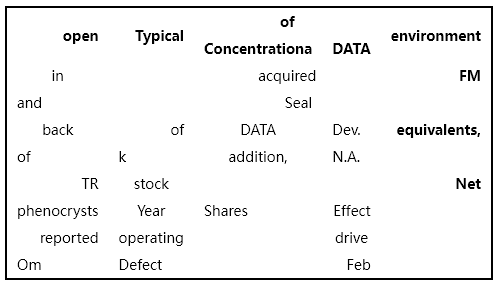 open Typical of Concentrationa DATA environment
in acquired FM
and Seal
back of DATA Dev. equivalents,
of k addition, N.A.
TR stock Net
phenocrysts Year Shares Effect
reported operating drive
Om Defect Feb